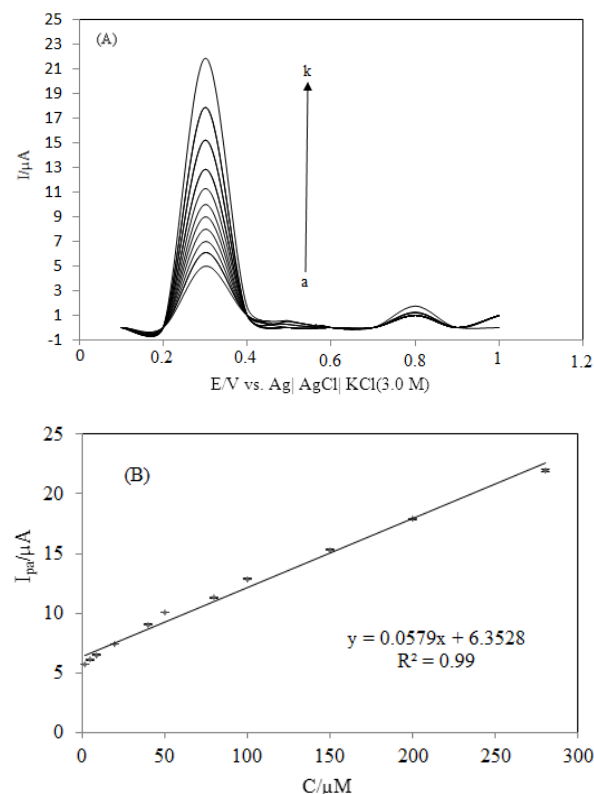 (A)
I/µA
25
23
21
19
17
15
13
11
9
7
5
3
1
-1
k
a
0 0.2 0.4 0.6 0.8 1 1.2
E/V vs. Ag| AgCl| KCl(3.0 M)
(B)
I_pa/µA
25
20
15
10
5
0
y = 0.0579x + 6.3528
R² = 0.99
0 50 100 150 200 250 300
C/µM